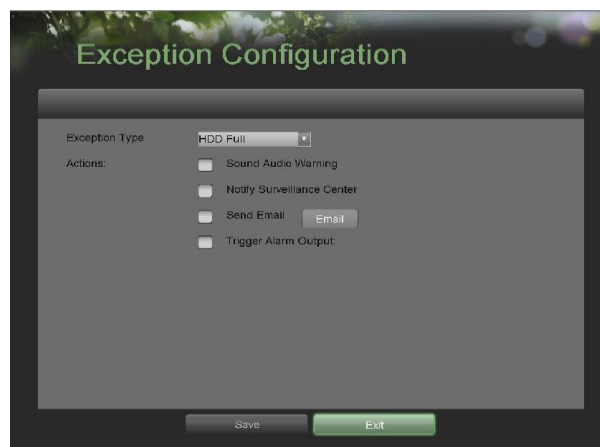 Exception Configuration
Exception Type HDD Full
Actions: Sound Audio Warning
Notify Surveillance Center
Send Email Email
Trigger Alarm Output
Save Exit